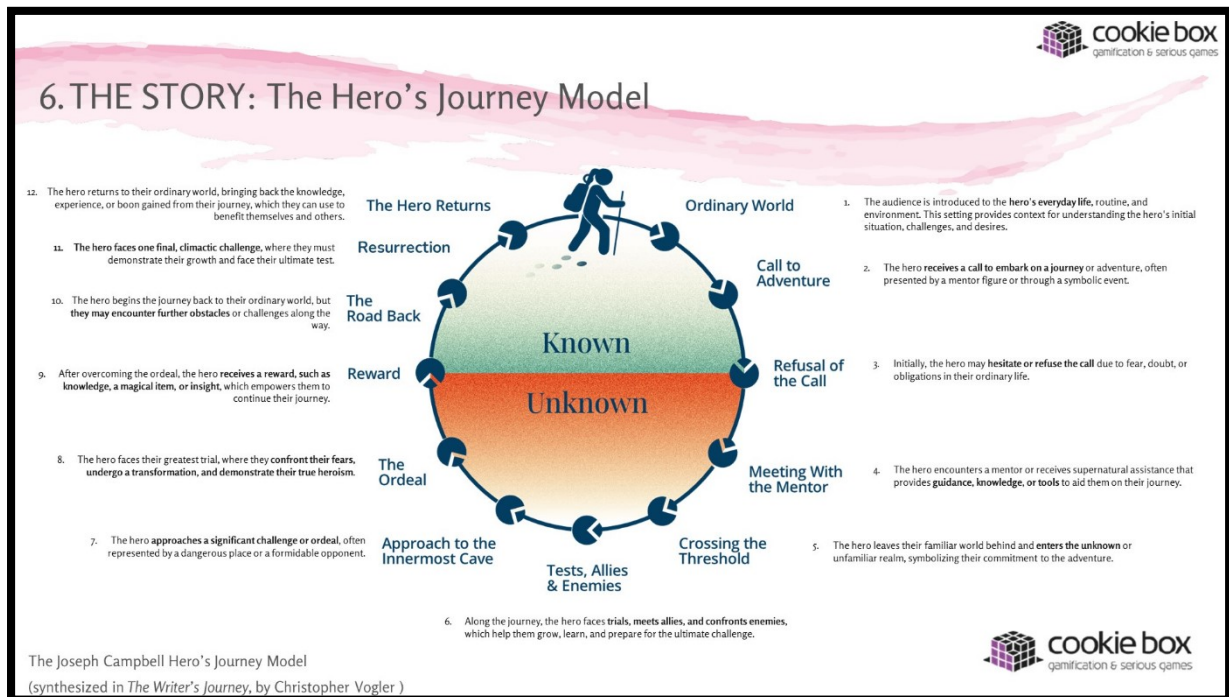 cookie box
gamification & serious games
6. THE STORY: The Hero's Journey Model
12. The hero returns to their ordinary world, bringing back the knowledge,
experience, or boon gained from their journey, which they can use to
benefit themselves and others.
The Hero Returns
Ordinary World
1. The audience is introduced to the hero's everyday life, routine, and
environment. This setting provides context for understanding the hero's initial
situation, challenges, and desires.
11. The hero faces one final, climactic challenge, where they must
demonstrate their growth and face their ultimate test.
Resurrection
Call to
Adventure
2. The hero receives a call to embark on a journey or adventure, often
presented by a mentor figure or through a symbolic event.
10. The hero begins the journey back to their ordinary world, but
they may encounter further obstacles or challenges along the
way.
The
Road Back
Known
9. After overcoming the ordeal, the hero receives a reward, such as
knowledge, a magical item, or insight, which empowers them to
continue their journey.
Reward
Unknown
Refusal of
the Call
3. Initially, the hero may hesitate or refuse the call due to fear, doubt, or
obligations in their ordinary life.
8. The hero faces their greatest trial, where they confront their fears,
undergo a transformation, and demonstrate their true heroism.
The
Ordeal
Meeting With
the Mentor
4. The hero encounters a mentor or receives supernatural assistance that
provides guidance, knowledge, or tools to aid them on their journey.
7. The hero approaches a significant challenge or ordeal, often
represented by a dangerous place or a formidable opponent.
Approach to the
Innermost Cave
Crossing the
Threshold
5. The hero leaves their familiar world behind and enters the unknown or
unfamiliar realm, symbolizing their commitment to the adventure.
Tests, Allies
& Enemies
6. Along the journey, the hero faces trials, meets allies, and confronts enemies,
which help them grow, learn, and prepare for the ultimate challenge.
The Joseph Campbell Hero's Journey Model
(synthesized in The Writer's Journey, by Christopher Vogler )
cookie box
gamification & serious games